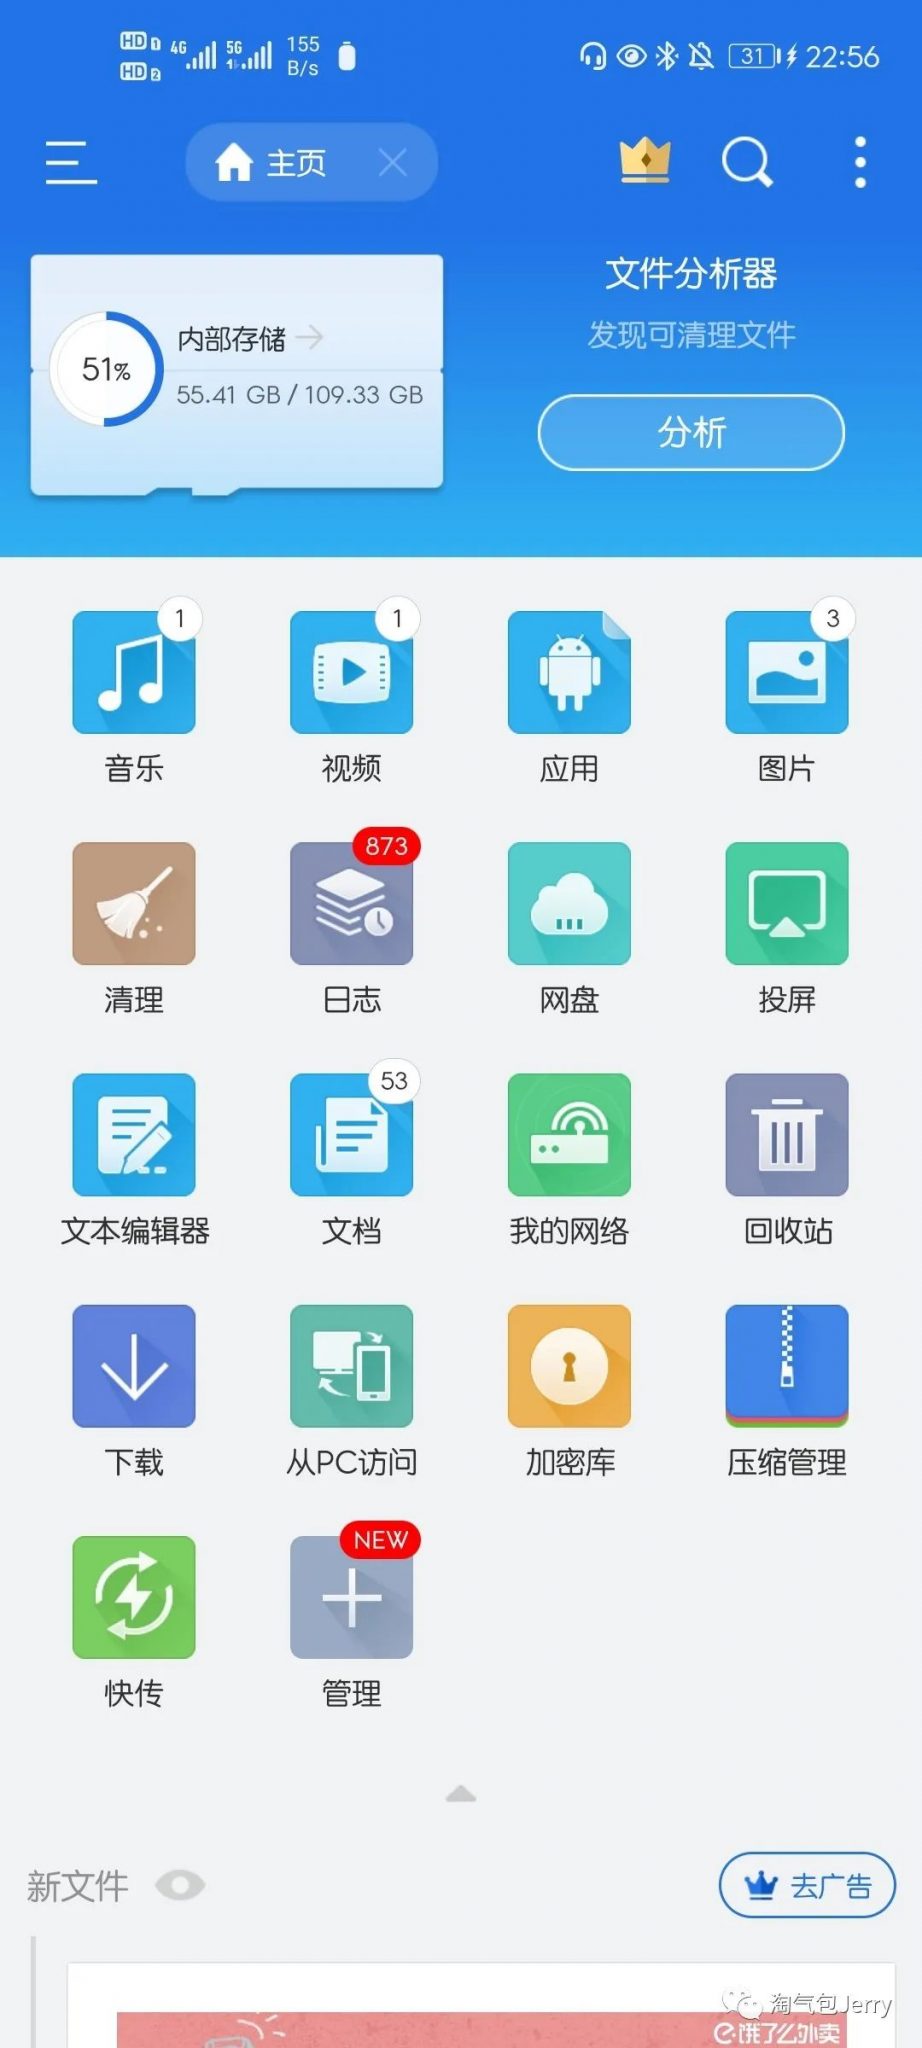 HD 1 4G 5G 155 31 22:56
HD 2 B/s
主页
文件分析器
发现可清理文件
内部存储
51%
55.41 GB / 109.33 GB
分析
1 1 3
音乐 视频 应用 图片
873
清理 日志 网盘 投屏
53
文本编辑器 文档 我的网络 回收站
下载 从PC访问 加密库 压缩管理
NEW
快传 管理
新文件 去广告
淘气包Jerry
饿了么外卖